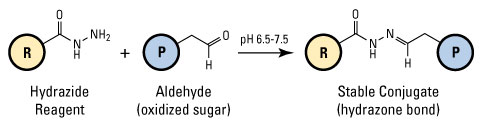 O
R
N
H
NH₂
+
P
O
H
pH 6.5-7.5
O
R
N
H
N
H
P
Hydrazide
Reagent
Aldehyde
(oxidized sugar)
Stable Conjugate
(hydrazone bond)